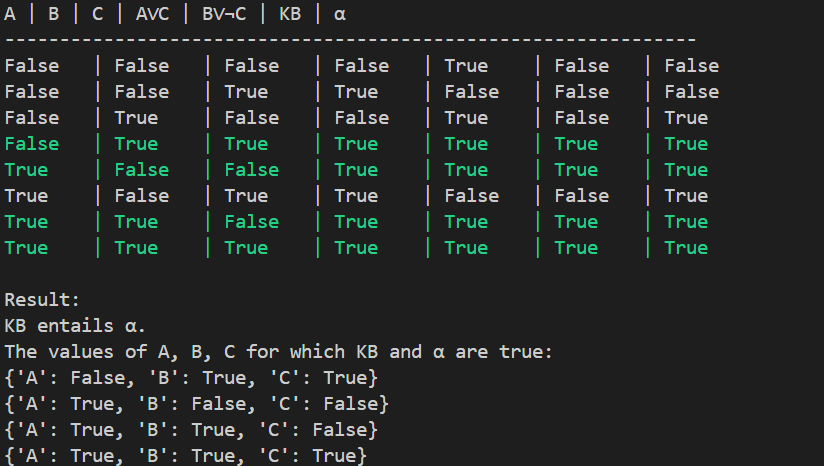 A | B | C | A∨C | B∨¬C | KB | α
---------------------------------------------------------------
False   | False   | False   | False   | True    | False   | False
False   | False   | True    | True    | False   | False   | False
False   | True    | False   | False   | True    | False   | True
False   | True    | True    | True    | True    | True    | True
True    | False   | False   | True    | True    | True    | True
True    | False   | True    | True    | False   | False   | True
True    | True    | False   | True    | True    | True    | True
True    | True    | True    | True    | True    | True    | True
Result:
KB entails α.
The values of A, B, C for which KB and α are true:
{'A': False, 'B': True, 'C': True}
{'A': True, 'B': False, 'C': False}
{'A': True, 'B': True, 'C': False}
{'A': True, 'B': True, 'C': True}